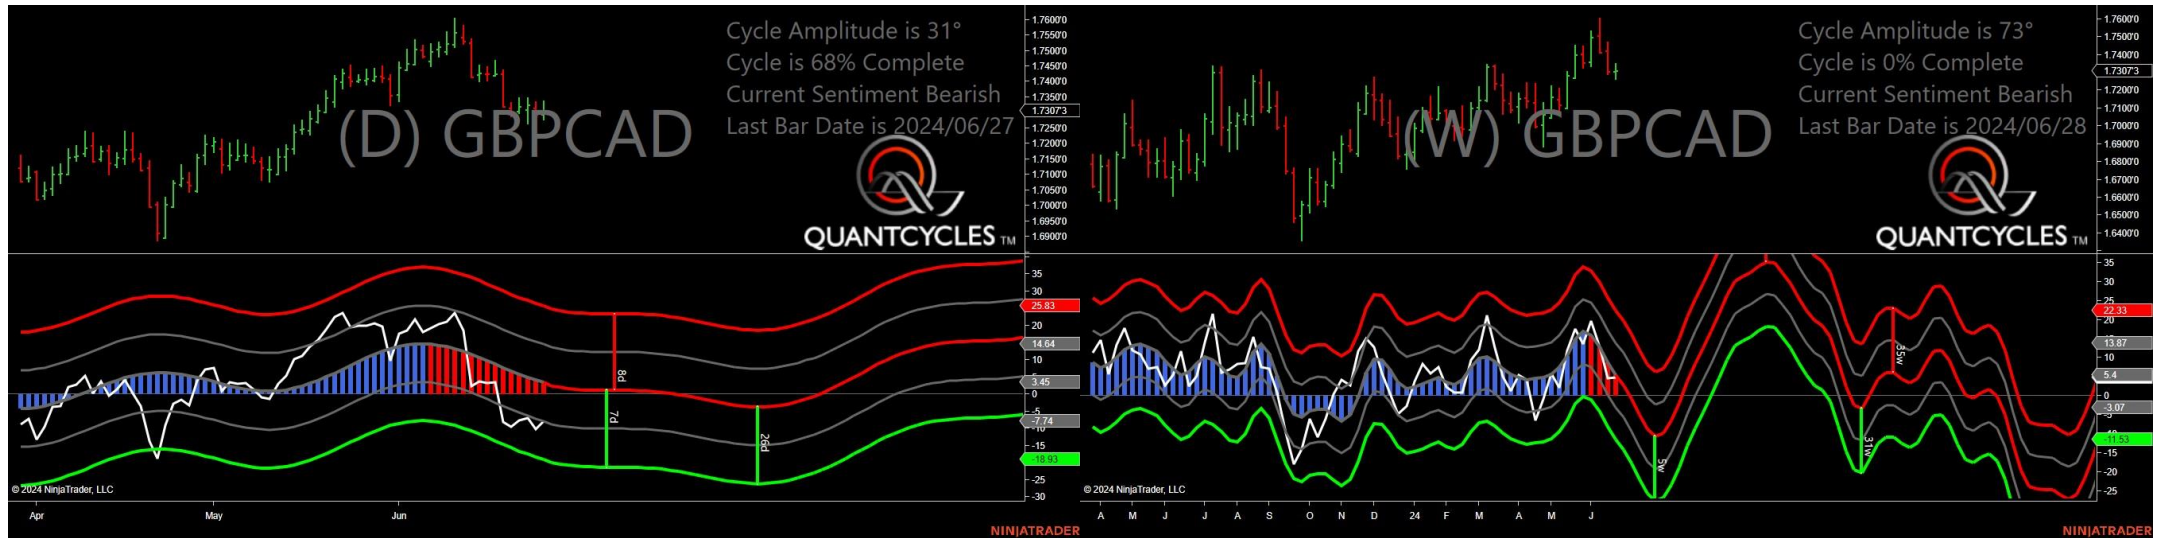 Cycle Amplitude is 31°
Cycle is 68% Complete
Current Sentiment Bearish
Last Bar Date is 2024/06/27
(D) GBPCAD
QUANTCYCLES TM
1.7600'0
1.7550'0
1.7500'0
1.7450'0
1.7400'0
1.7350'0
1.7307'3
1.7250'0
1.7200'0
1.7150'0
1.7100'0
1.7050'0
1.7000'0
1.6950'0
1.6900'0
35
30
25.83
20
14.64
10
3.45
0
-5
-7.74
-10
-15
-18.93
-25
-30
8d
7d
26d
© 2024 NinjaTrader, LLC
Apr
May
Jun
NINJATRADER
Cycle Amplitude is 73°
Cycle is 0% Complete
Current Sentiment Bearish
Last Bar Date is 2024/06/28
(W) GBPCAD
QUANTCYCLES TM
1.7600'0
1.7500'0
1.7400'0
1.7307'3
1.7200'0
1.7100'0
1.7000'0
1.6900'0
1.6800'0
1.6700'0
1.6600'0
1.6500'0
1.6400'0
35
30
25
22.33
20
13.87
10
5.4
0
-3.07
-11.53
-15
-20
-25
5w
31w
35w
© 2024 NinjaTrader, LLC
A
M
J
J
A
S
O
N
D
24
F
M
A
M
J
NINJATRADER